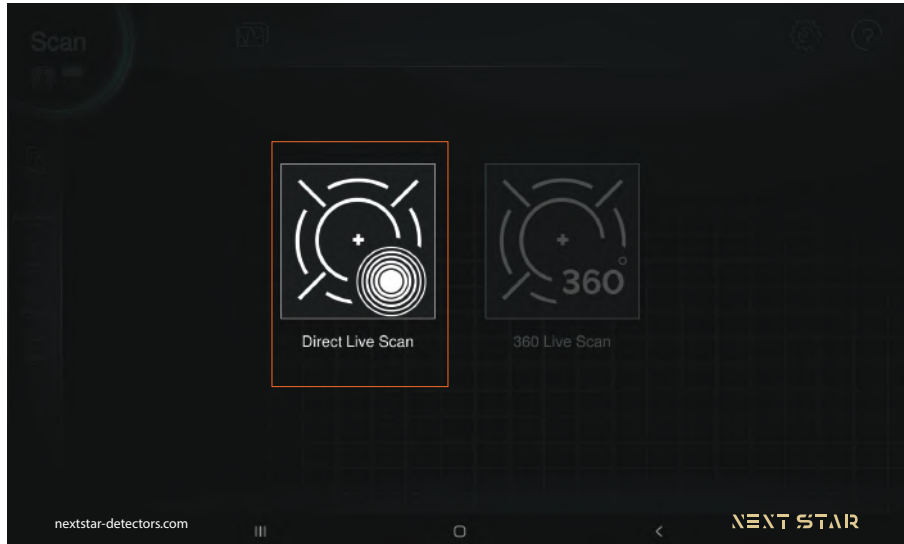 Scan
Direct Live Scan
360°
360 Live Scan
nextstar-detectors.com
NEXT STAR